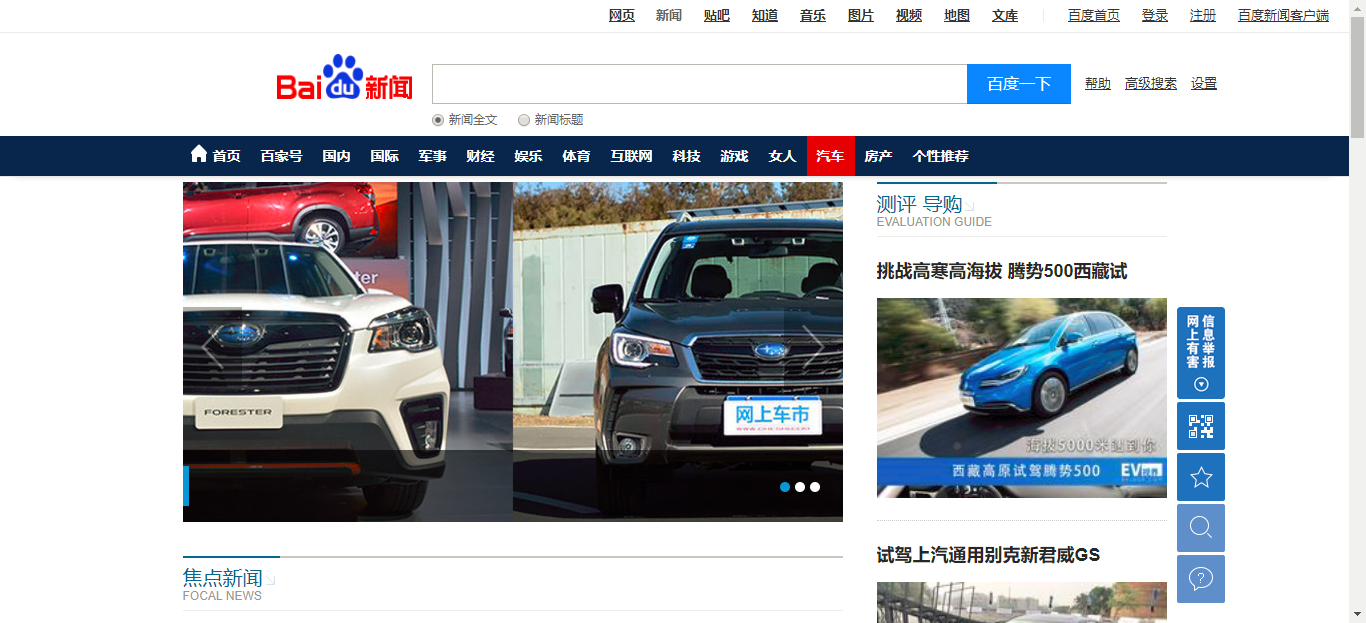 网页 新闻 贴吧 知道 音乐 图片 视频 地图 文库 百度首页 登录 注册 百度新闻客户端
Bai du 新闻
百度一下 帮助 高级搜索 设置
新闻全文 新闻标题
首页 百家号 国内 国际 军事 财经 娱乐 体育 互联网 科技 游戏 女人 汽车 房产 个性推荐
FORESTER
网上车市
测评 导购
EVALUATION GUIDE
挑战高寒高海拔 腾势500西藏试
海拔5000米遇到你
西藏高原试驾腾势500
试驾上汽通用别克新君威GS
网上有害
信息举报
焦点新闻
FOCAL NEWS